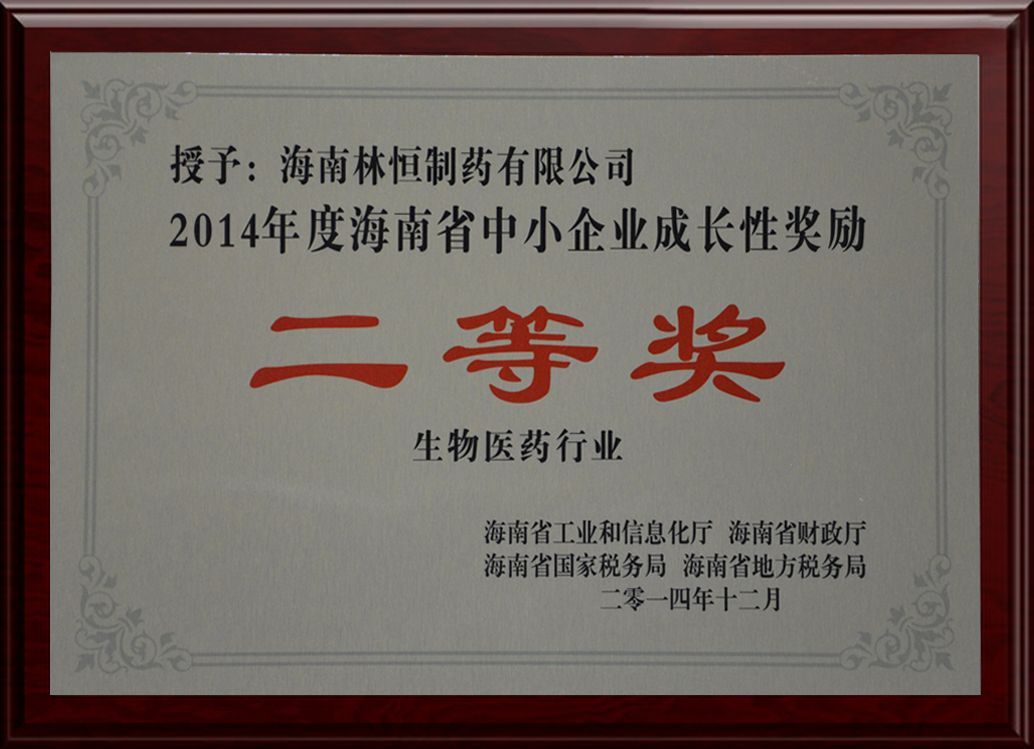 授予：海南林恒制药有限公司
2014年度海南省中小企业成长性奖励
二等奖
生物医药行业
海南省工业和信息化厅 海南省财政厅
海南省国家税务局 海南省地方税务局
二零一四年十二月